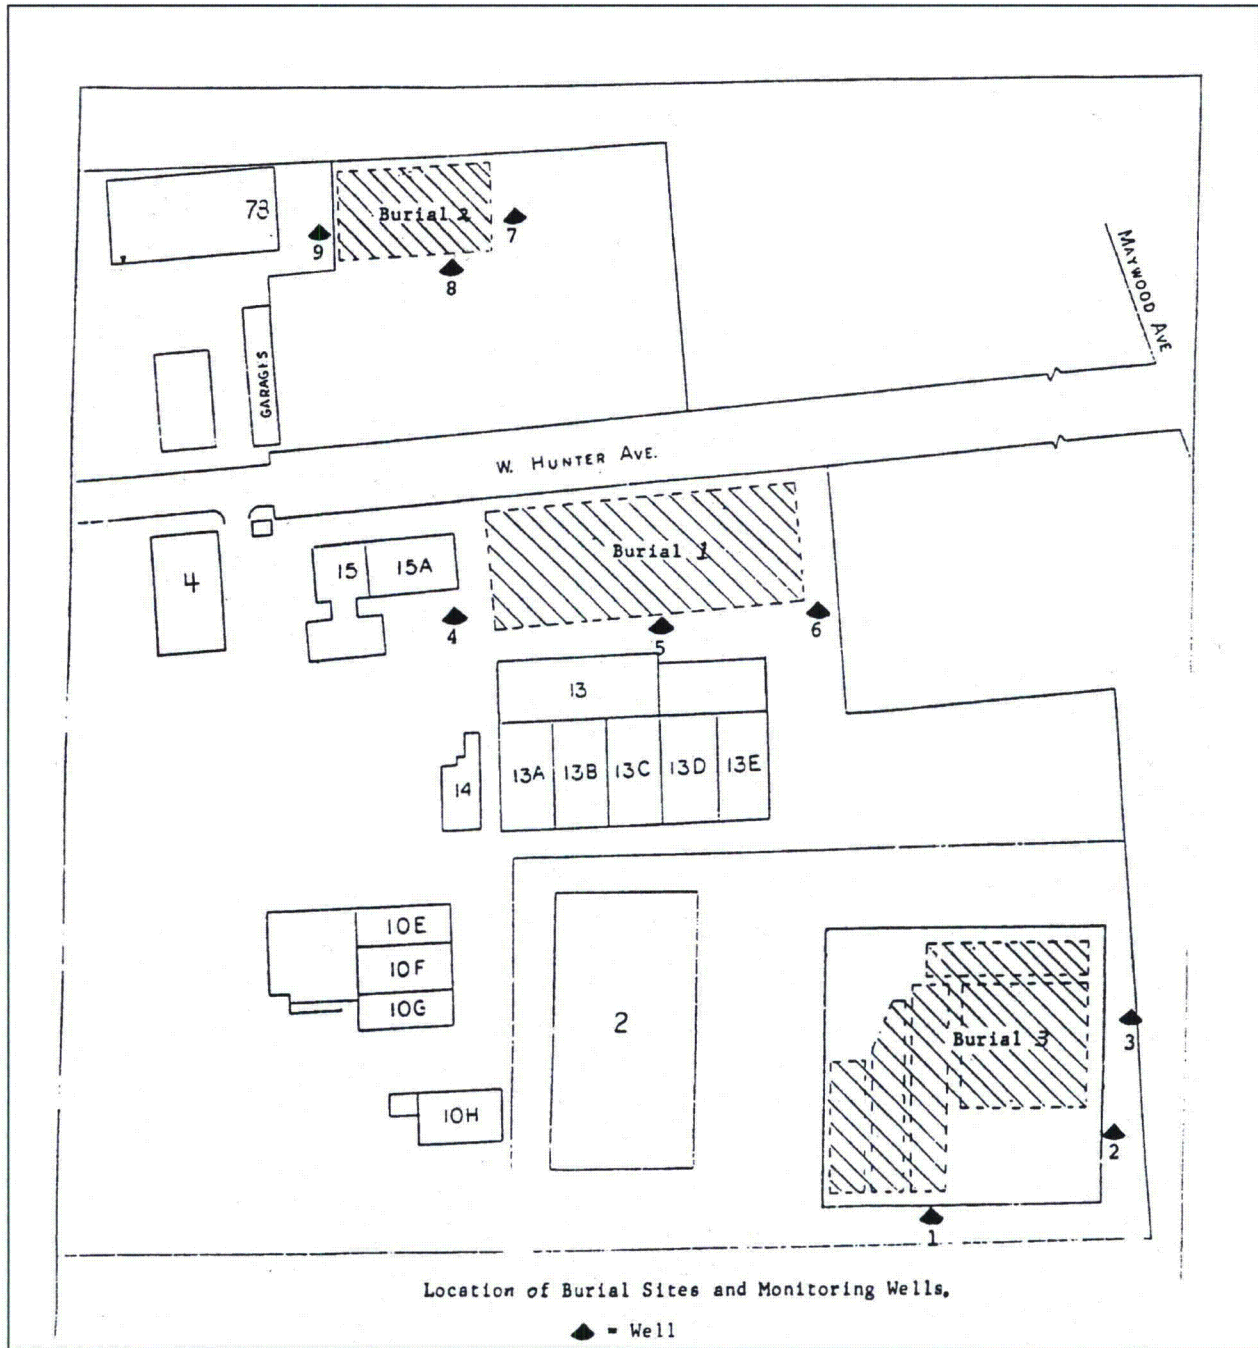 78
Burial 2
9
7
8
MAYWOOD AVE
GARAGES
W. HUNTER AVE.
Burial 1
4
15
15A
4
5
6
13
13A
13B
13C
13D
13E
14
10E
10F
10G
2
Burial 3
3
10H
2
1
Location of Burial Sites and Monitoring Wells.
= Well